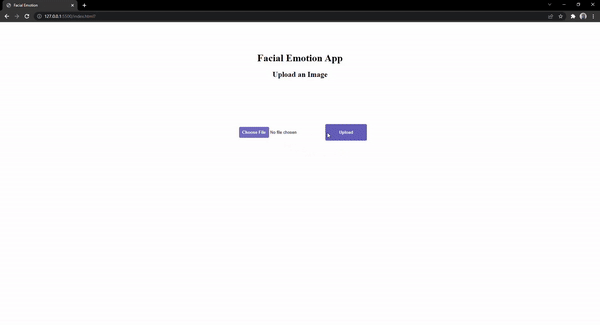 Facial Emotion
127.0.0.1:5500/index.html?
Facial Emotion App
Upload an Image
Choose File No file chosen Upload